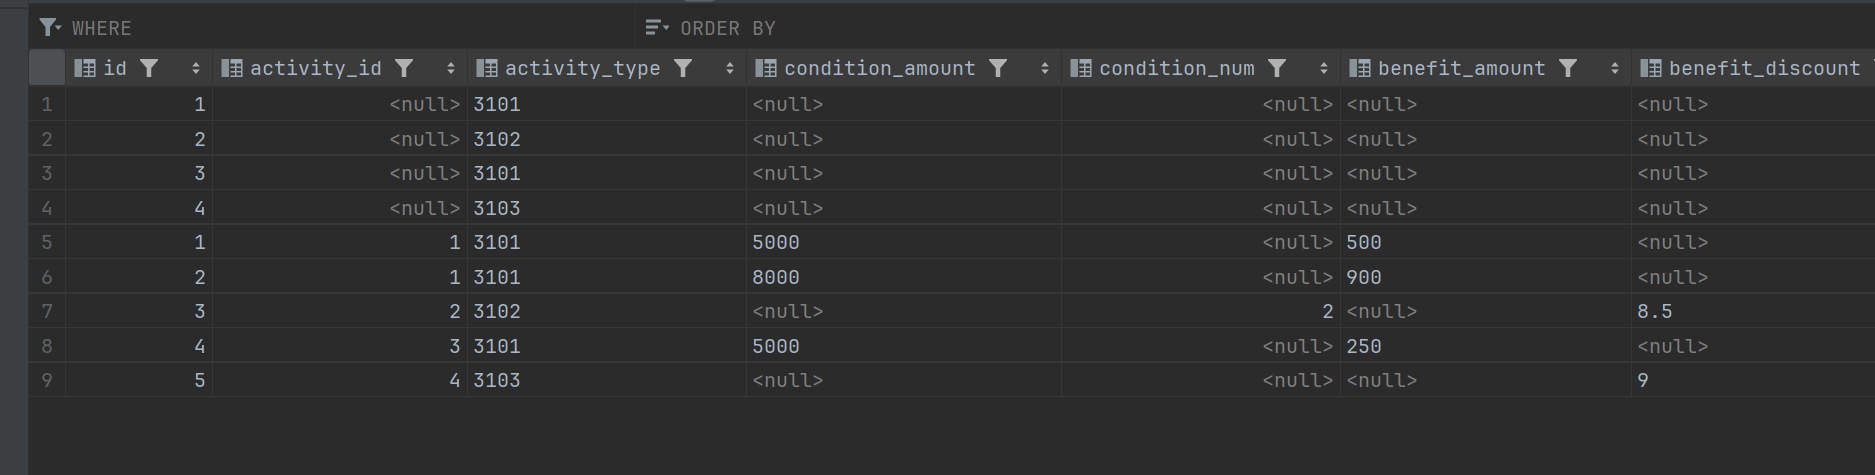 WHERE ORDER BY
id activity_id activity_type condition_amount condition_num benefit_amount benefit_discount
1 1 <null> 3101 <null> <null> <null> <null>
2 2 <null> 3102 <null> <null> <null> <null>
3 3 <null> 3101 <null> <null> <null> <null>
4 4 <null> 3103 <null> <null> <null> <null>
5 1 1 3101 5000 <null> 500 <null>
6 2 1 3101 8000 <null> 900 <null>
7 3 2 3102 <null> 2 <null> 8.5
8 4 3 3101 5000 <null> 250 <null>
9 5 4 3103 <null> <null> <null> 9